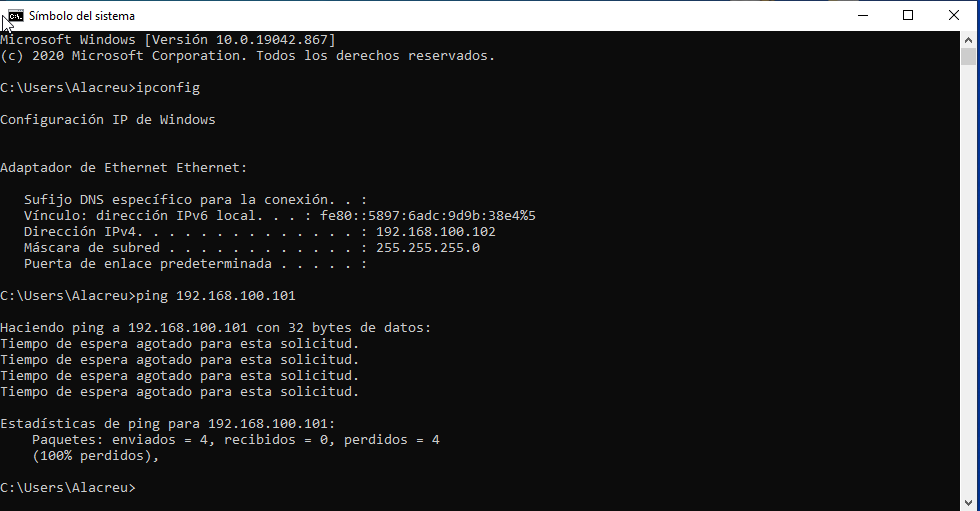 Símbolo del sistema
Microsoft Windows [Versión 10.0.19042.867]
(c) 2020 Microsoft Corporation. Todos los derechos reservados.
C:\Users\Alacreu>ipconfig
Configuración IP de Windows
Adaptador de Ethernet Ethernet:
Sufijo DNS específico para la conexión. . :
Vínculo: dirección IPv6 local. . . : fe80::5897:6adc:9d9b:38e4%5
Dirección IPv4. . . . . . . . . . . . . . : 192.168.100.102
Máscara de subred . . . . . . . . . . . . : 255.255.255.0
Puerta de enlace predeterminada . . . . . :
C:\Users\Alacreu>ping 192.168.100.101
Haciendo ping a 192.168.100.101 con 32 bytes de datos:
Tiempo de espera agotado para esta solicitud.
Tiempo de espera agotado para esta solicitud.
Tiempo de espera agotado para esta solicitud.
Tiempo de espera agotado para esta solicitud.
Estadísticas de ping para 192.168.100.101:
Paquetes: enviados = 4, recibidos = 0, perdidos = 4
(100% perdidos),
C:\Users\Alacreu>